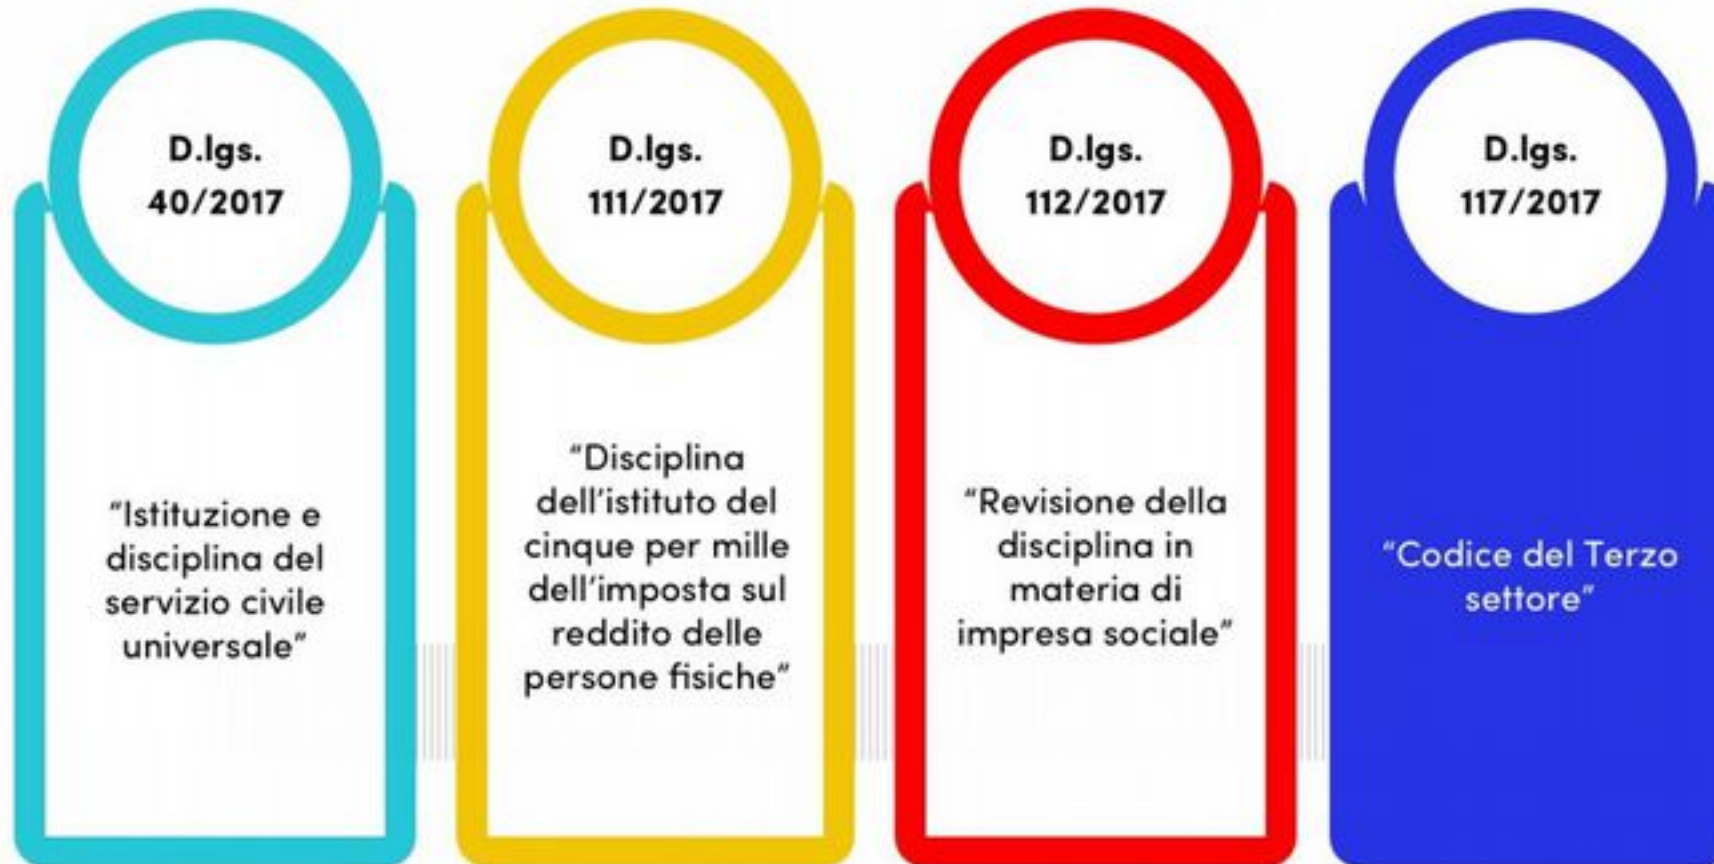 D.lgs.
40/2017
"Istituzione e
disciplina del
servizio civile
universale"
D.lgs.
111/2017
"Disciplina
dell'istituto del
cinque per mille
dell'imposta sul
reddito delle
persone fisiche"
D.lgs.
112/2017
"Revisione della
disciplina in
materia di
impresa sociale"
D.lgs.
117/2017
"Codice del Terzo
settore"